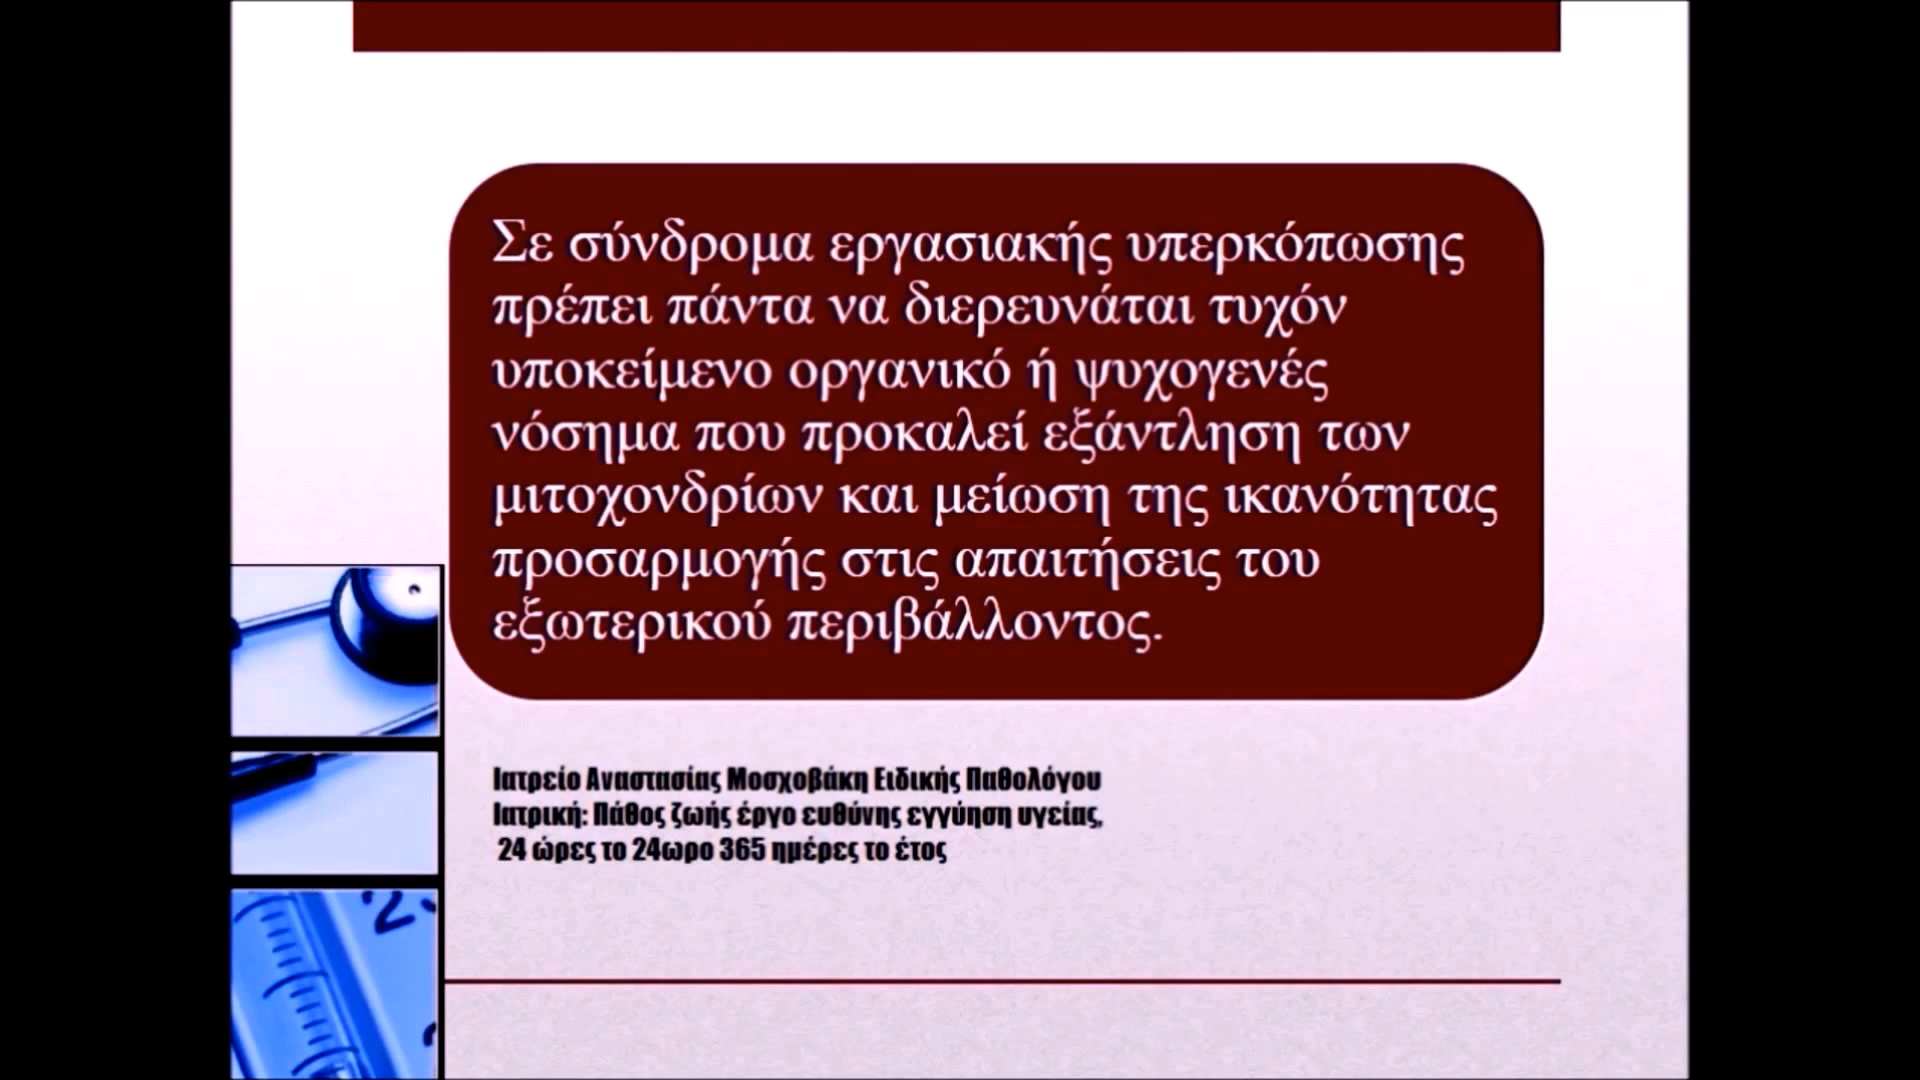 Σε σύνδρομα εργασιακής υπερκόπωσης
πρέπει πάντα να διερευνάται τυχόν
υποκείμενο οργανικό ή ψυχογενές
νόσημα που προκαλεί εξάντληση των
μιτοχονδρίων και μείωση της ικανότητας
προσαρμογής στις απαιτήσεις του
εξωτερικού περιβάλλοντος.
Ιατρείο Αναστασίας Μοσχοβάκη Ειδικής Παθολόγου
Ιατρική: Πάθος ζωής έργο ευθύνης εγγύηση υγείας,
24 ώρες το 24ωρο 365 ημέρες το έτος
2